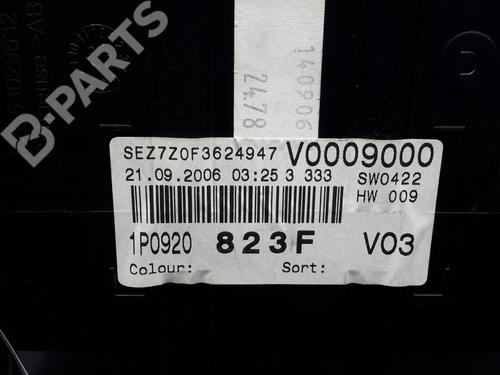 B-PARTS
53029632
140906
2478
SEZ7Z0F3624947 V0009000
21.09.2006 03:25 3 333 SW0422
HW 009
1P0920 823F V03
Colour: Sort: